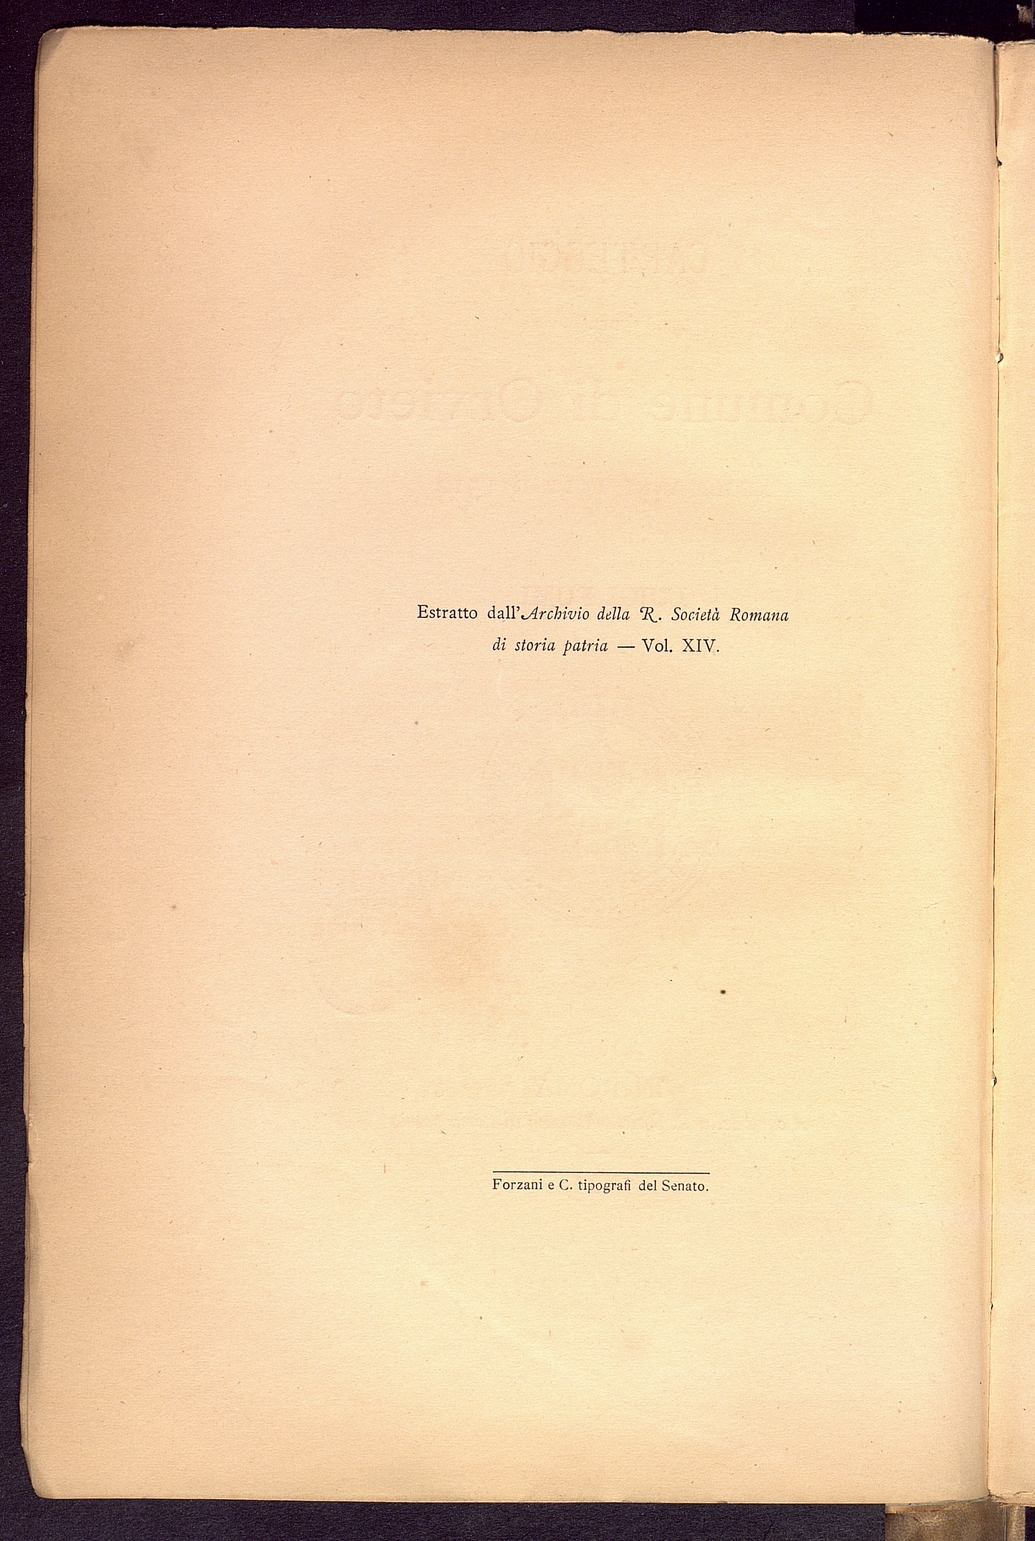 Estratto dall'Archivio della R. Società Romana
di storia patria — Vol. XIV.
Forzani e C. tipografi del Senato.